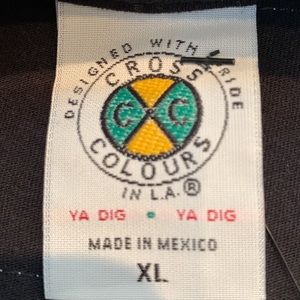 DESIGNED WITH PRIDE
CROSS
C C
COLOURS
IN L.A.®
YA DIG • YA DIG
MADE IN MEXICO
XL